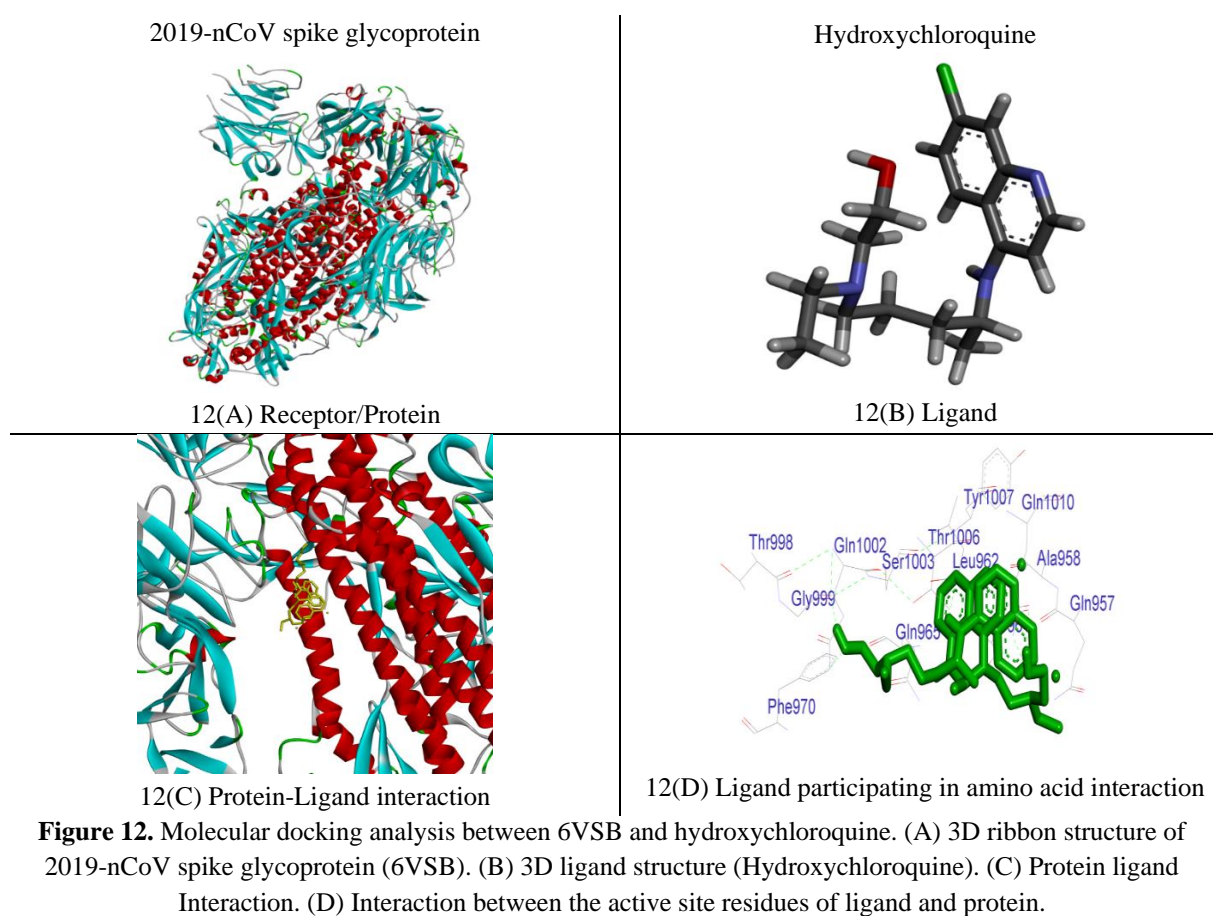 2019-nCoV spike glycoprotein
Hydroxychloroquine
12(A) Receptor/Protein
12(B) Ligand
Tyr1007
Gln1010
Thr998
Gln1002
Thr1006
Ser1003
Leu962
Ala958
Gly999
Gln957
Gln965
Phe970
12(C) Protein-Ligand interaction
12(D) Ligand participating in amino acid interaction
Figure 12. Molecular docking analysis between 6VSB and hydroxychloroquine. (A) 3D ribbon structure of
2019-nCoV spike glycoprotein (6VSB). (B) 3D ligand structure (Hydroxychloroquine). (C) Protein ligand
Interaction. (D) Interaction between the active site residues of ligand and protein.